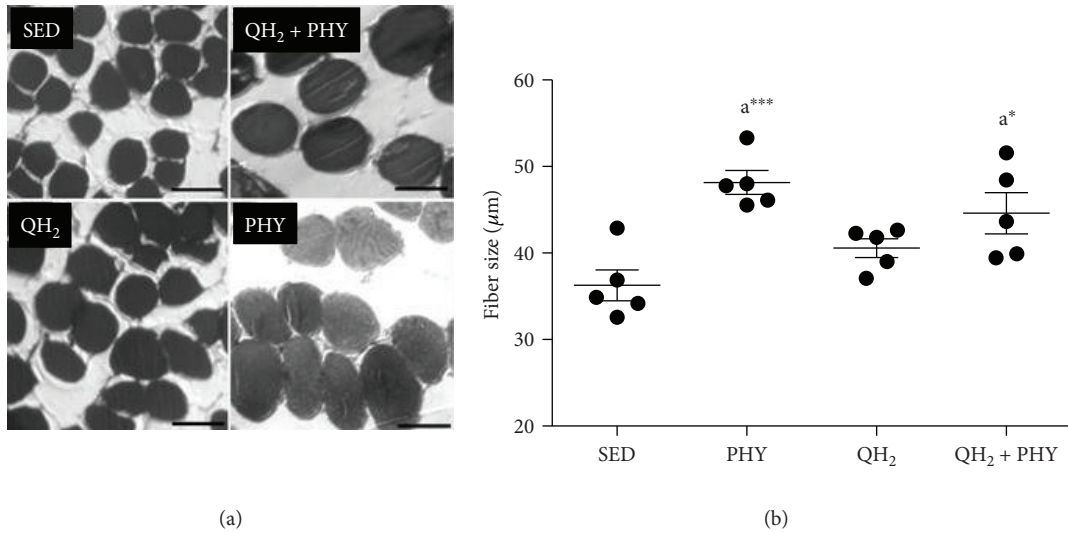 SED
QH₂ + PHY
QH₂
PHY
(a)
Fiber size (μm)
60
50
40
30
20
a***
a*
SED
PHY
QH₂
QH₂ + PHY
(b)